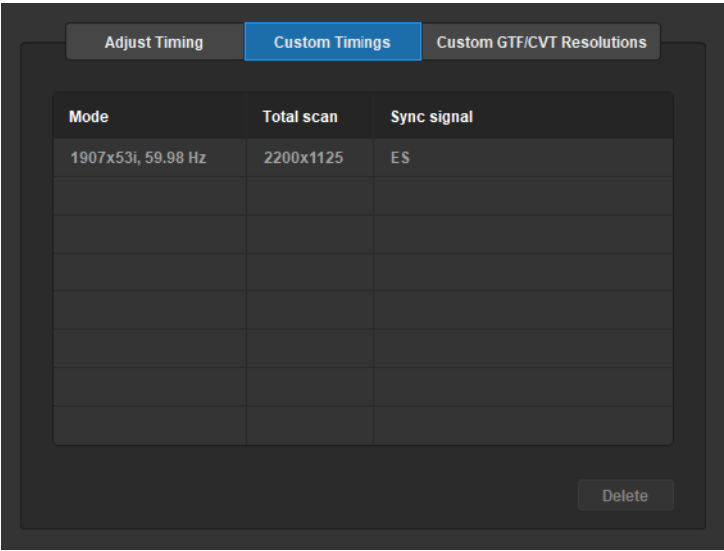 Adjust Timing Custom Timings Custom GTF/CVT Resolutions
Mode Total scan Sync signal
1907x53i, 59.98 Hz 2200x1125 ES
Delete